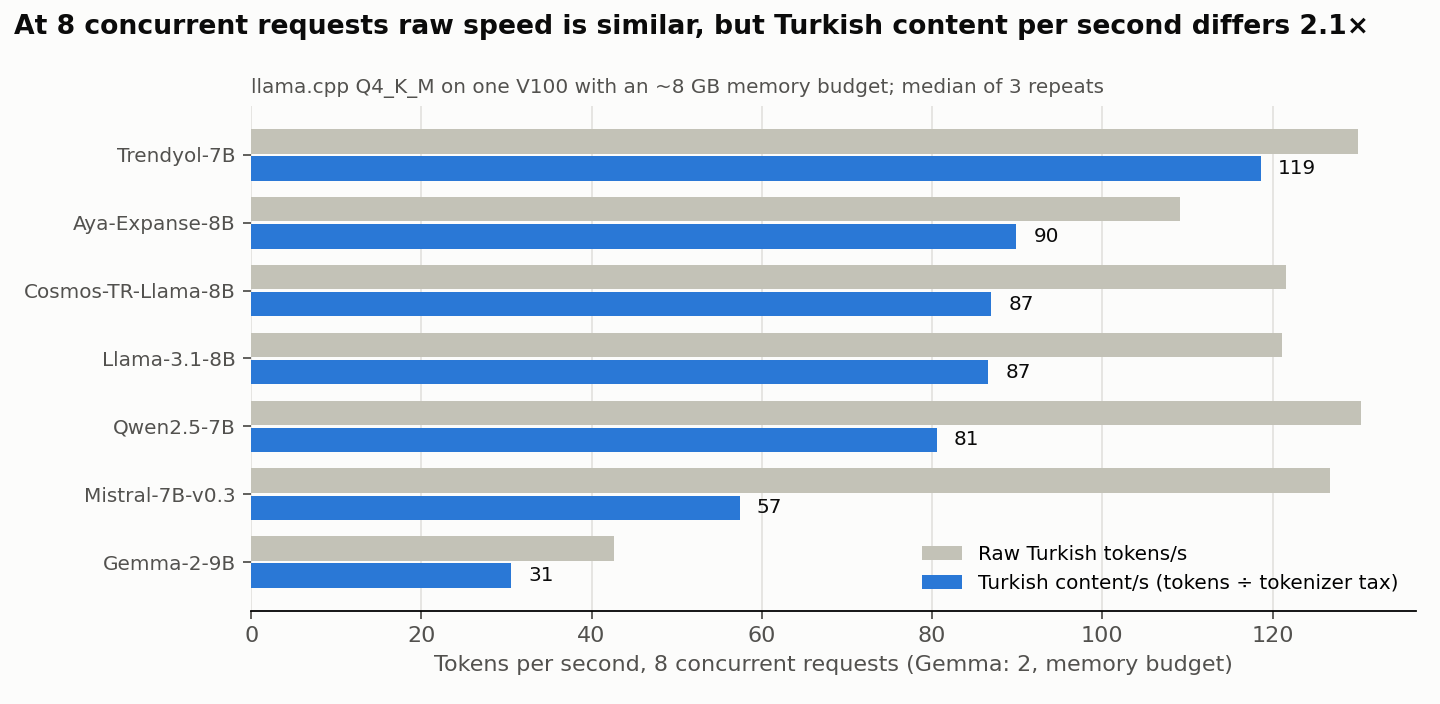 At 8 concurrent requests raw speed is similar, but Turkish content per second differs 2.1×
llama.cpp Q4_K_M on one V100 with an ~8 GB memory budget; median of 3 repeats
Trendyol-7B
119
Aya-Expanse-8B
90
Cosmos-TR-Llama-8B
87
Llama-3.1-8B
87
Qwen2.5-7B
81
Mistral-7B-v0.3
57
Gemma-2-9B
31
Raw Turkish tokens/s
Turkish content/s (tokens ÷ tokenizer tax)
0 20 40 60 80 100 120
Tokens per second, 8 concurrent requests (Gemma: 2, memory budget)